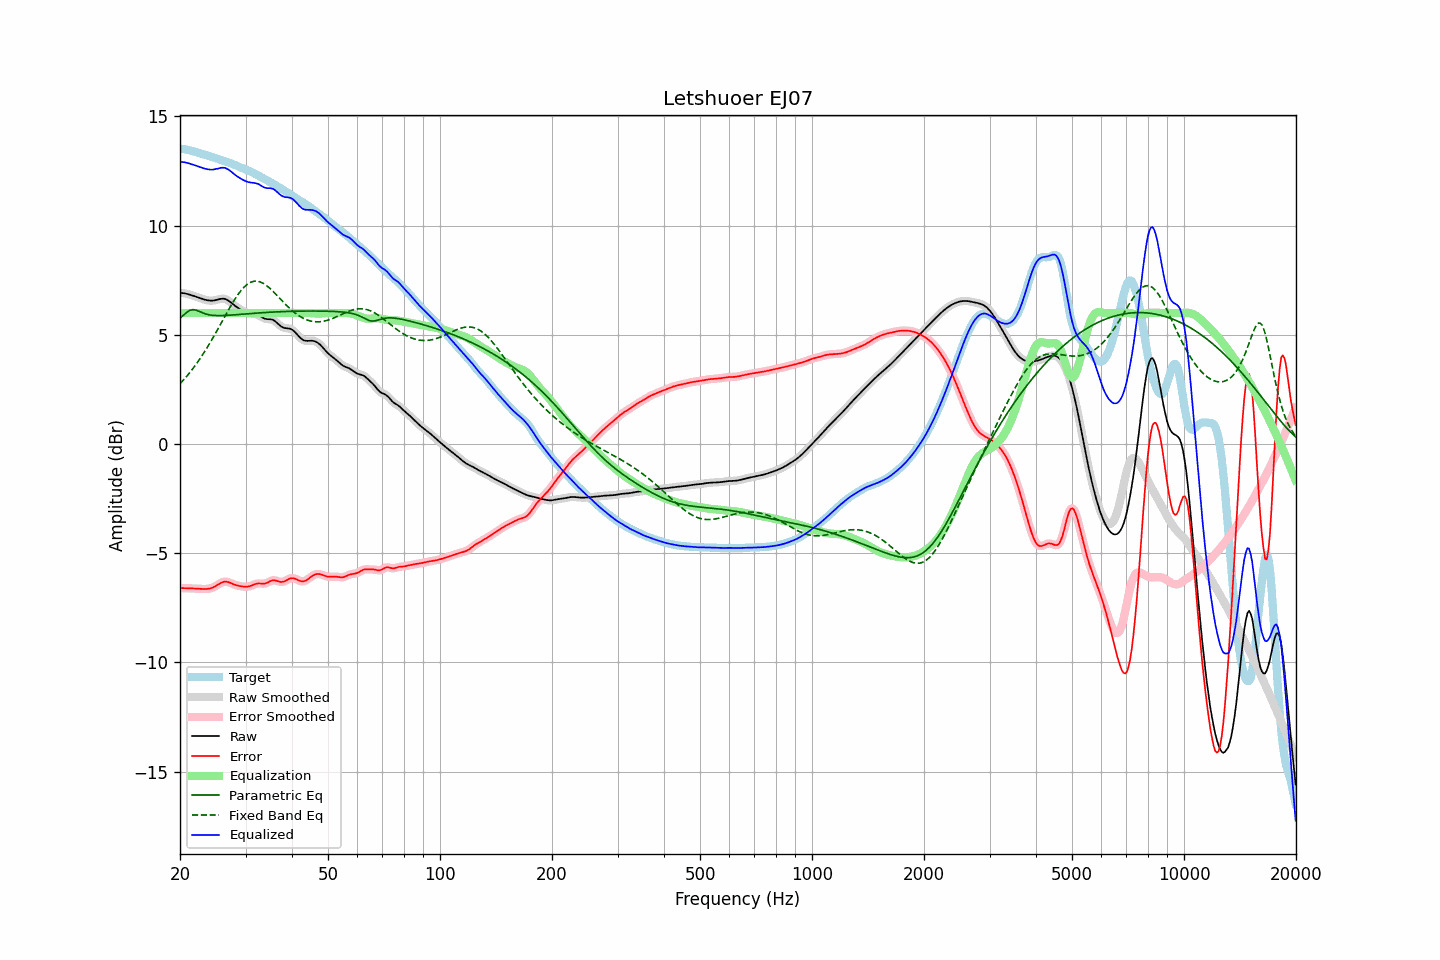 Letshuoer EJ07
Amplitude (dBr)
15
10
5
0
−5
−10
−15
Target
Raw Smoothed
Error Smoothed
Raw
Error
Equalization
Parametric Eq
Fixed Band Eq
Equalized
20
50
100
200
500
1000
2000
5000
10000
20000
Frequency (Hz)